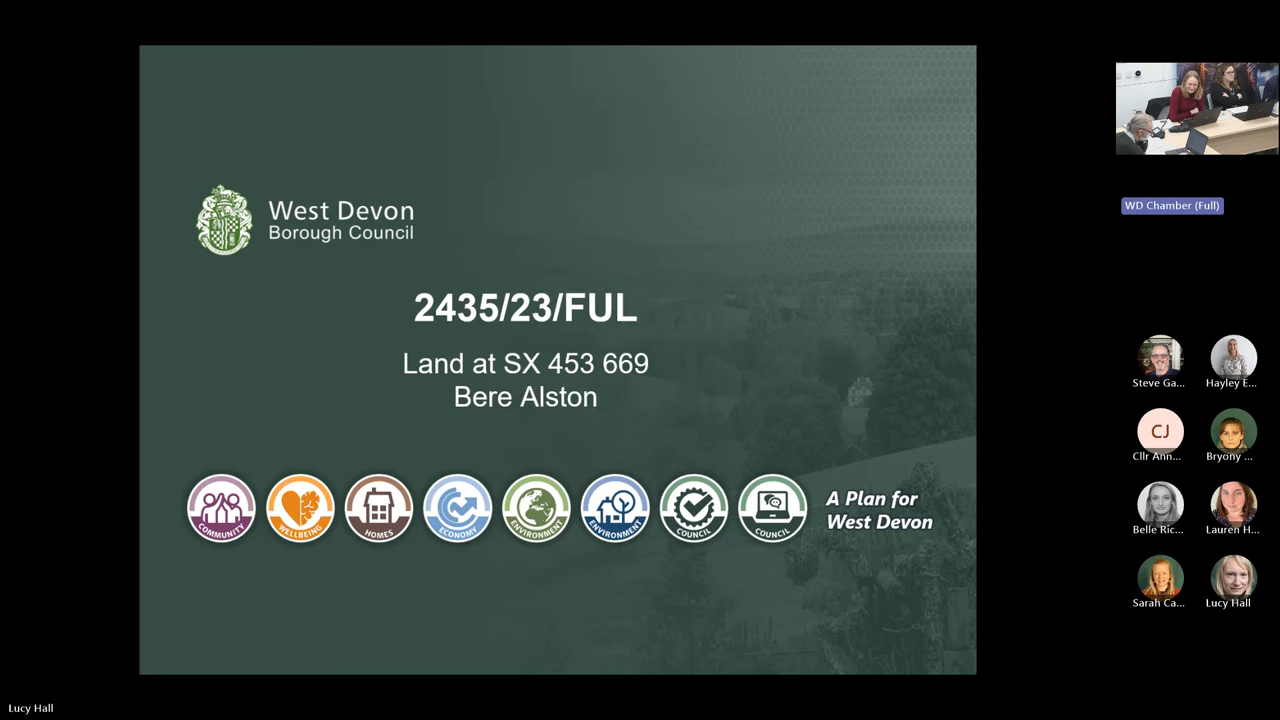 West Devon
Borough Council
2435/23/FUL
Land at SX 453 669
Bere Alston
COMMUNITY
WELLBEING
HOMES
ECONOMY
ENVIRONMENT
ENVIRONMENT
COUNCIL
COUNCIL
A Plan for
West Devon
WD Chamber (Full)
Steve Ga...
Hayley E...
CJ
Cllr Ann...
Bryony ...
Belle Ric...
Lauren H...
Sarah Ca...
Lucy Hall
Lucy Hall